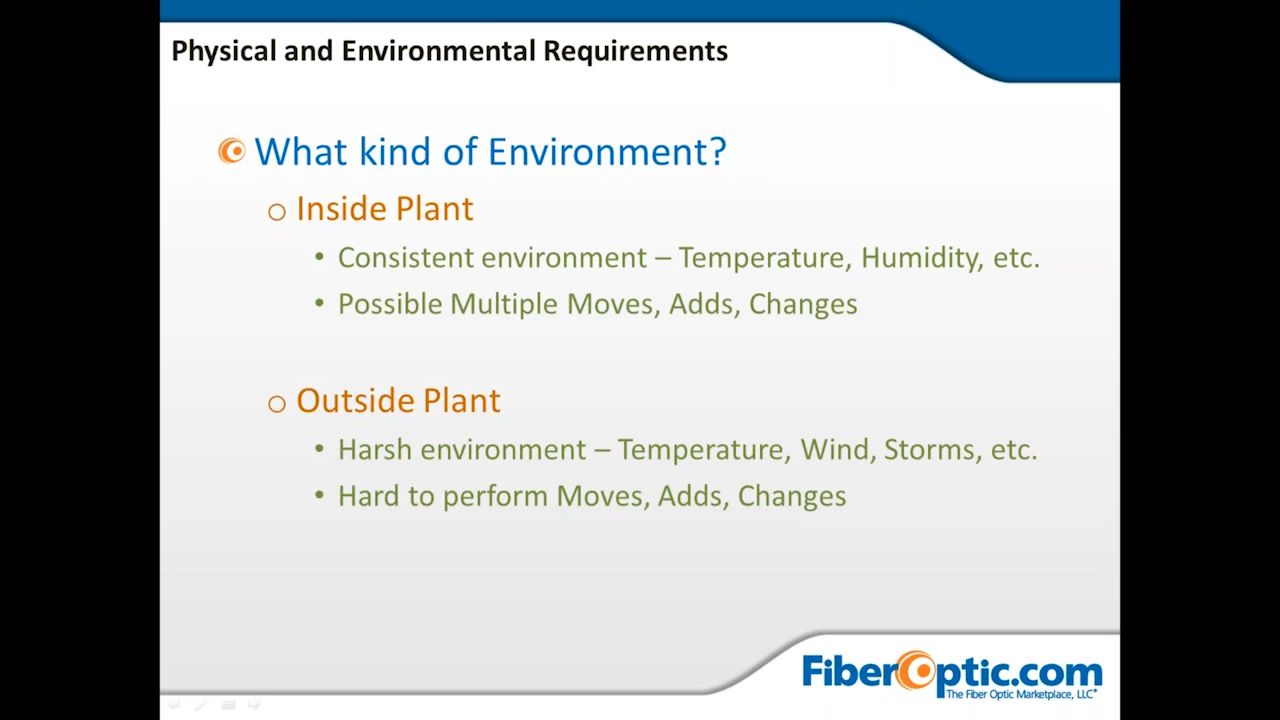 Physical and Environmental Requirements
What kind of Environment?
Inside Plant
• Consistent environment – Temperature, Humidity, etc.
• Possible Multiple Moves, Adds, Changes
Outside Plant
• Harsh environment – Temperature, Wind, Storms, etc.
• Hard to perform Moves, Adds, Changes
FiberOptic.com
The Fiber Optic Marketplace, LLC®